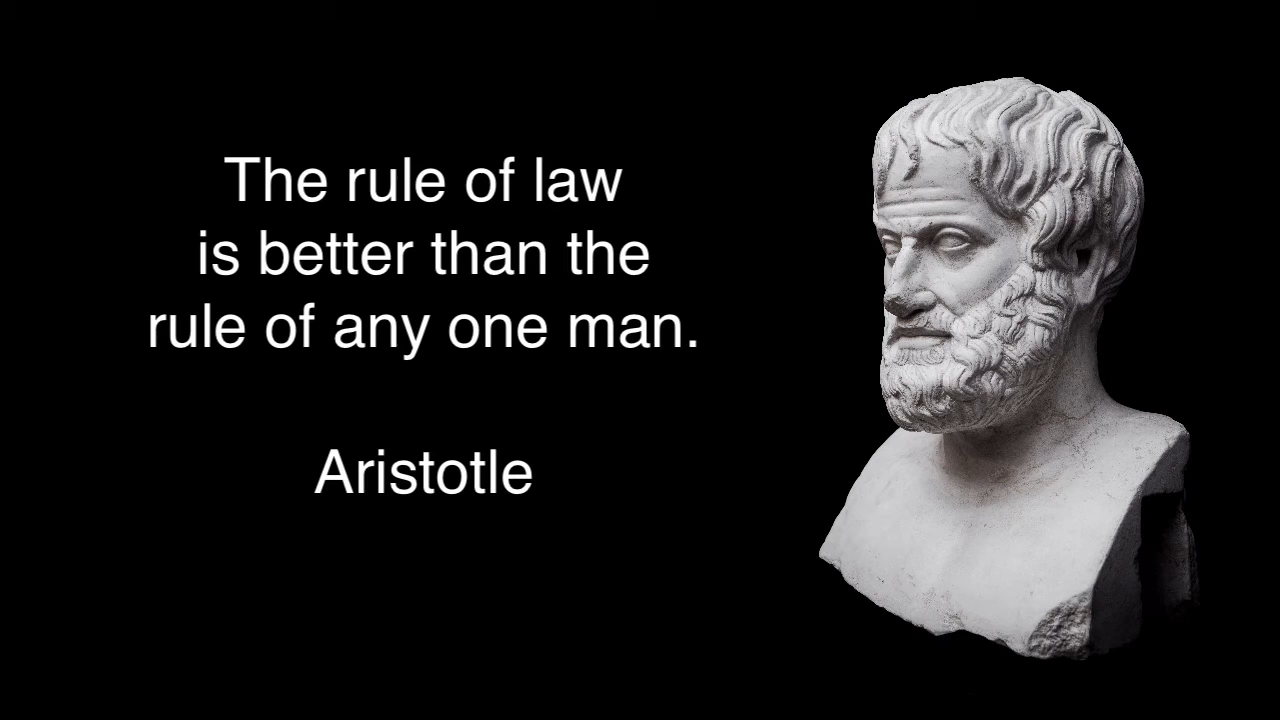 The rule of law
is better than the
rule of any one man.
Aristotle